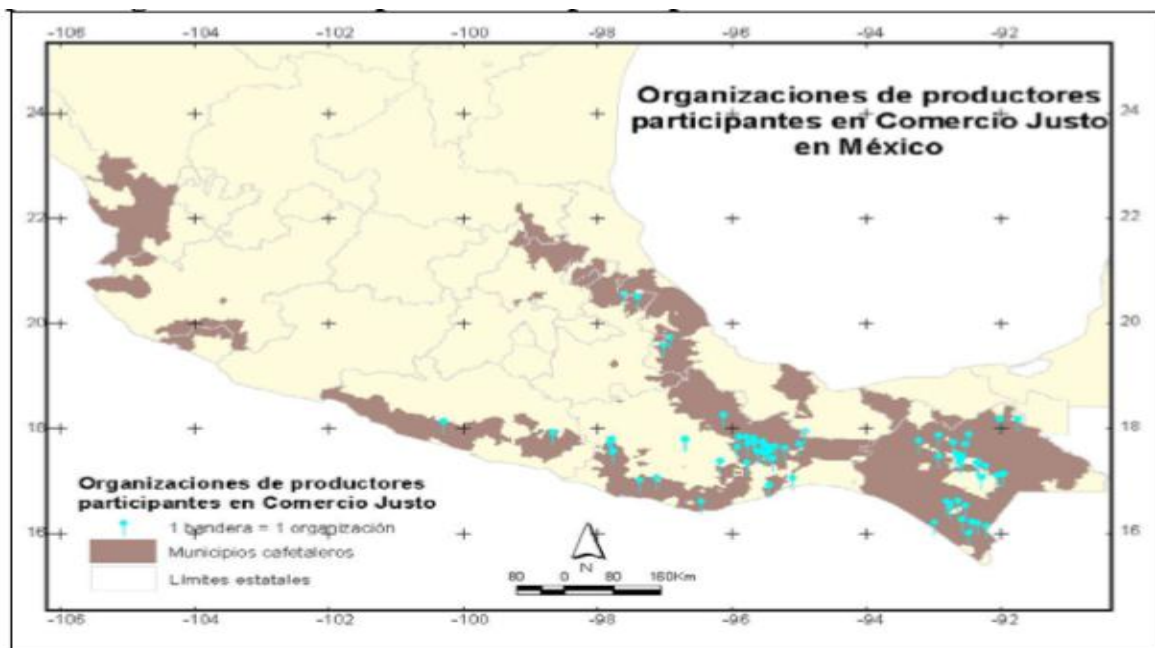 -106 -104 -102 -100 -98 -96 -94 -92
Organizaciones de productores
participantes en Comercio Justo
en México
24 24
22 22
20 20
18 18
16 16
Organizaciones de productores
participantes en Comercio Justo
1 bandera = 1 organización
Municipios cafetaleros
Límites estatales
N
80 0 80 160Km
-106 -104 -102 -100 -98 -96 -94 -92